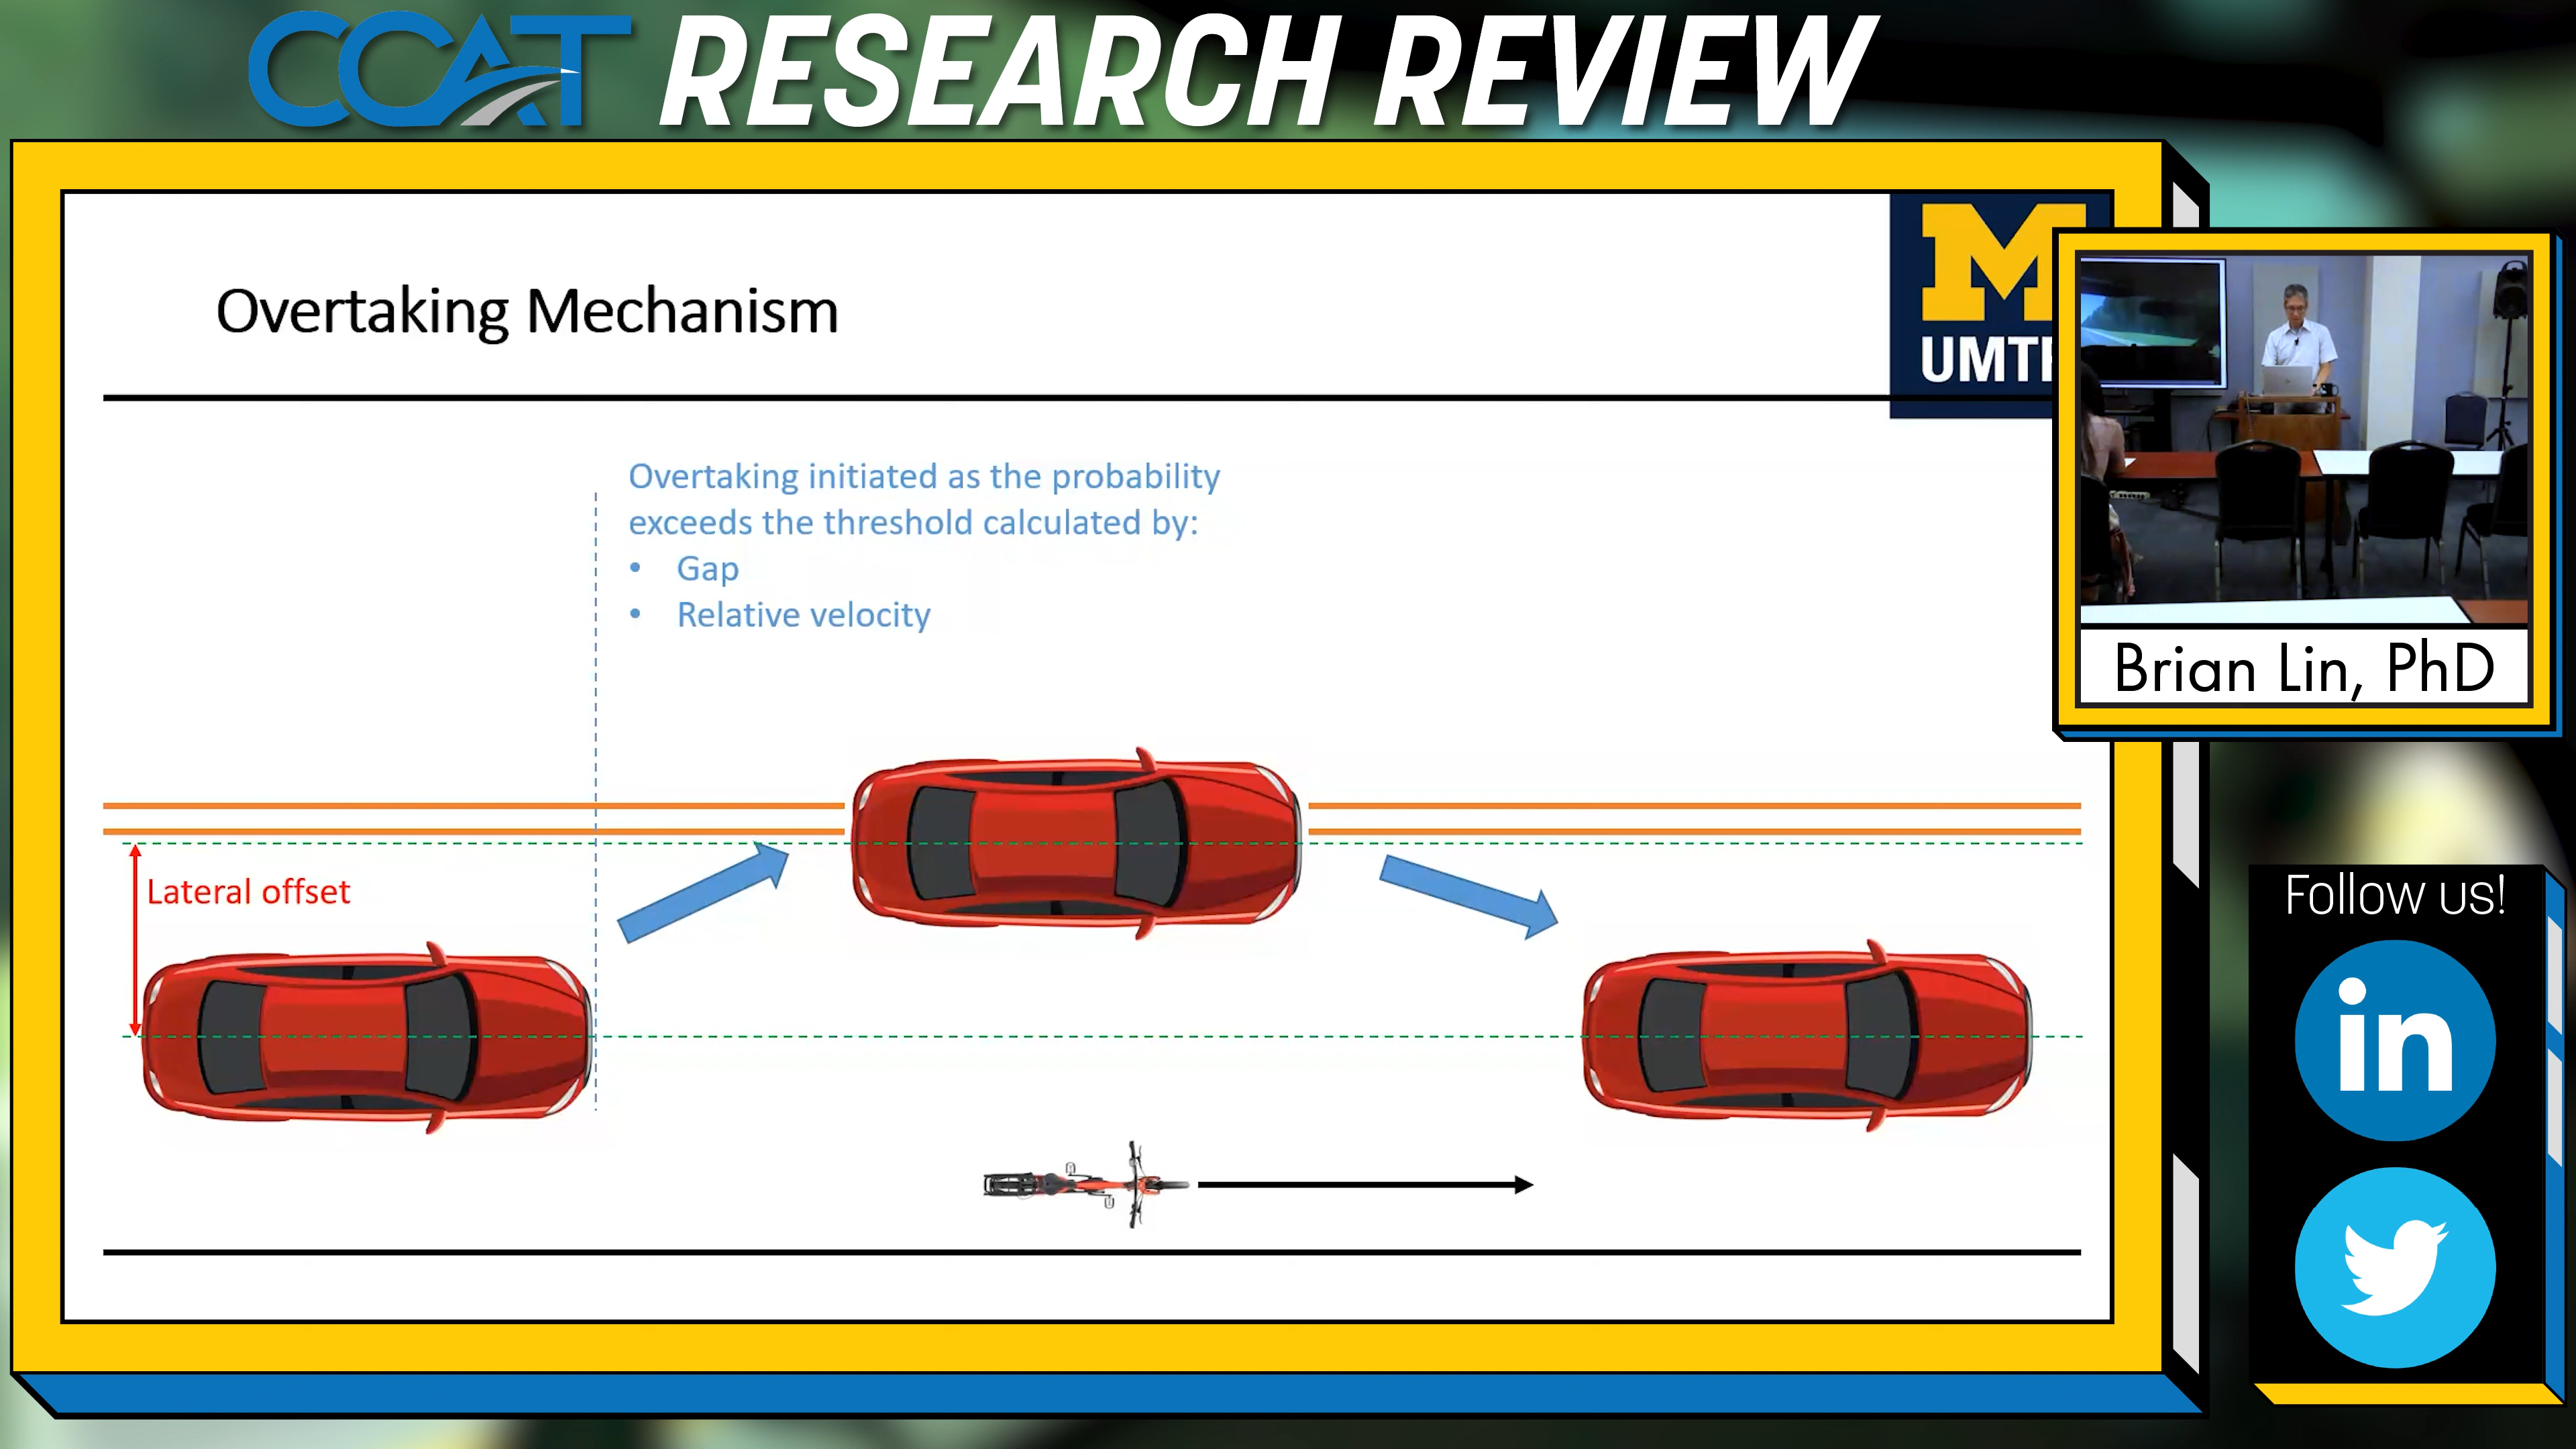 CCAT RESEARCH REVIEW
Overtaking Mechanism
M
Overtaking initiated as the probability
exceeds the threshold calculated by:
• Gap
• Relative velocity
Lateral offset
Brian Lin, PhD
Follow us!
in